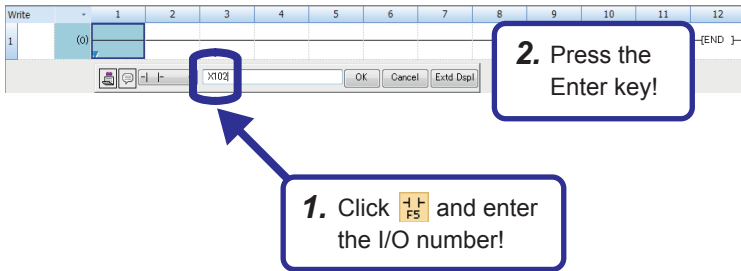 Write 1 2 3 4 5 6 7 8 9 10 11 12
1 (0) [END ]
X102 OK Cancel Extd Dspl
2. Press the
Enter key!
1. Click F5 and enter
the I/O number!